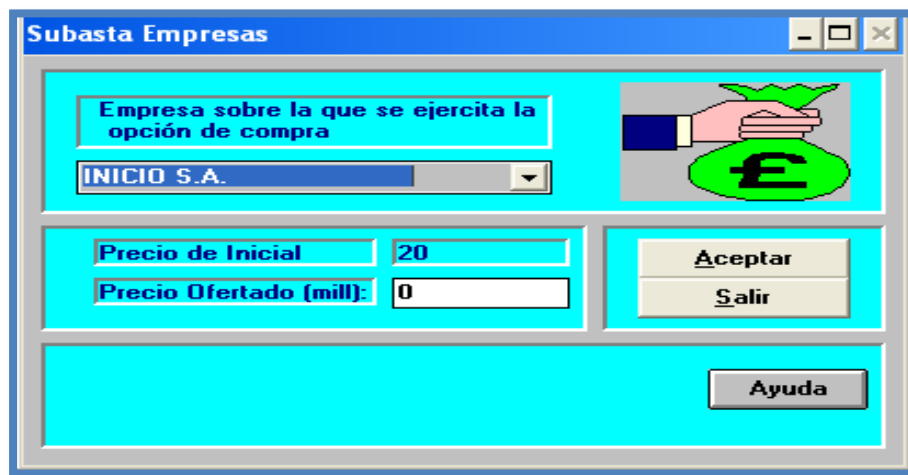 Subasta Empresas
Empresa sobre la que se ejercita la
opción de compra
INICIO S.A.
£
Precio de Inicial 20
Precio Ofertado (mill): 0
Aceptar
Salir
Ayuda